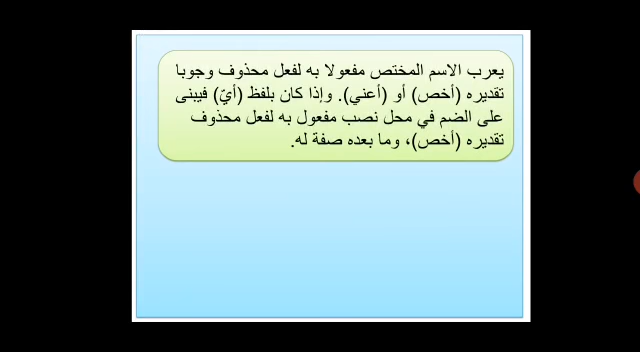 يعرب الاسم المختص مفعولا به لفعل محذوف وجوبا
تقديره (أخص) أو (أعني). وإذا كان بلفظ (أيّ) فيبنى
على الضم في محل نصب مفعول به لفعل محذوف
تقديره (أخص)، وما بعده صفة له.